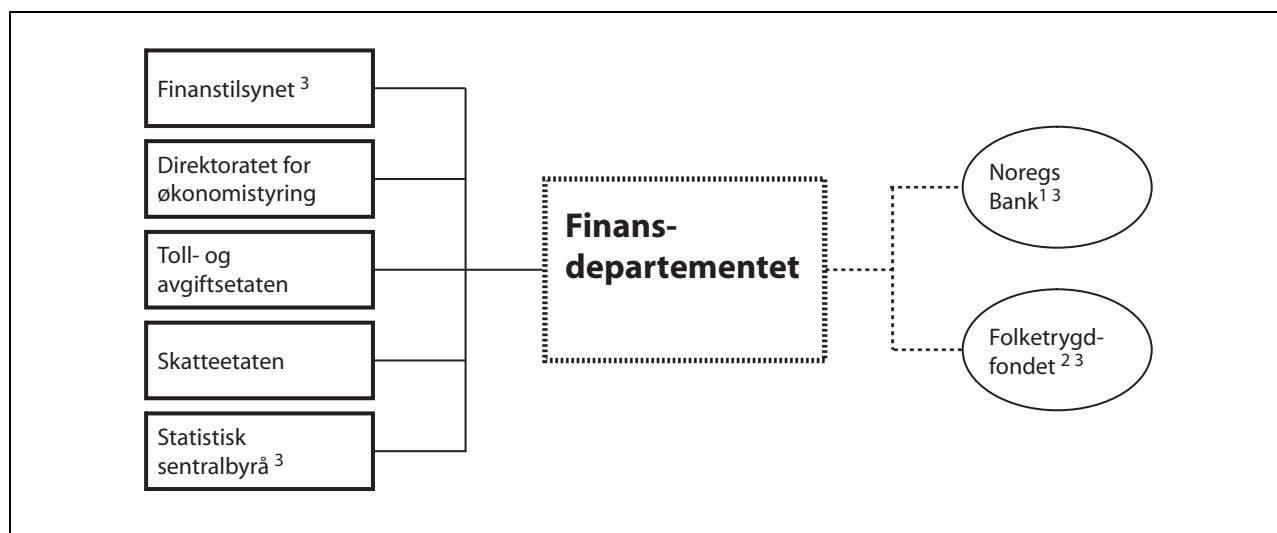 Finanstilsynet 3
Direktoratet for
økonomistyring
Toll- og
avgiftsetaten
Skatteetaten
Statistisk
sentralbyrå 3
Finans-
departementet
Noregs
Bank1 3
Folketrygd-
fondet 2 3